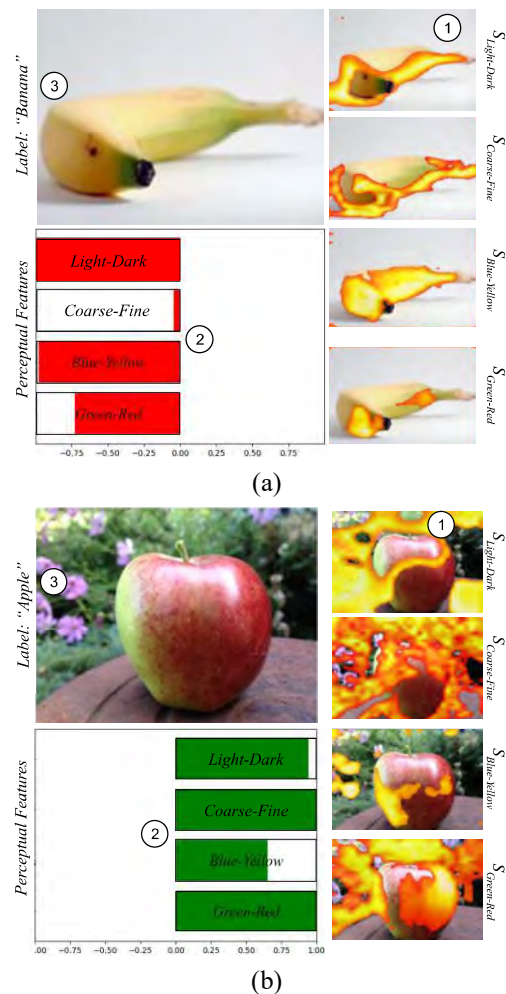 Label: "Banana"
3
1
S Light-Dark
S Coarse-Fine
S Blue-Yellow
S Green-Red
Perceptual Features
Light-Dark
Coarse-Fine
Blue-Yellow
Green-Red
2
−0.75 −0.50 −0.25 0.00 0.25 0.50 0.75
(a)
Label: "Apple"
3
1
S Light-Dark
S Coarse-Fine
S Blue-Yellow
S Green-Red
Perceptual Features
Light-Dark
Coarse-Fine
Blue-Yellow
Green-Red
2
.00 −0.75 −0.50 −0.25 0.00 0.25 0.50 0.75 1.00
(b)